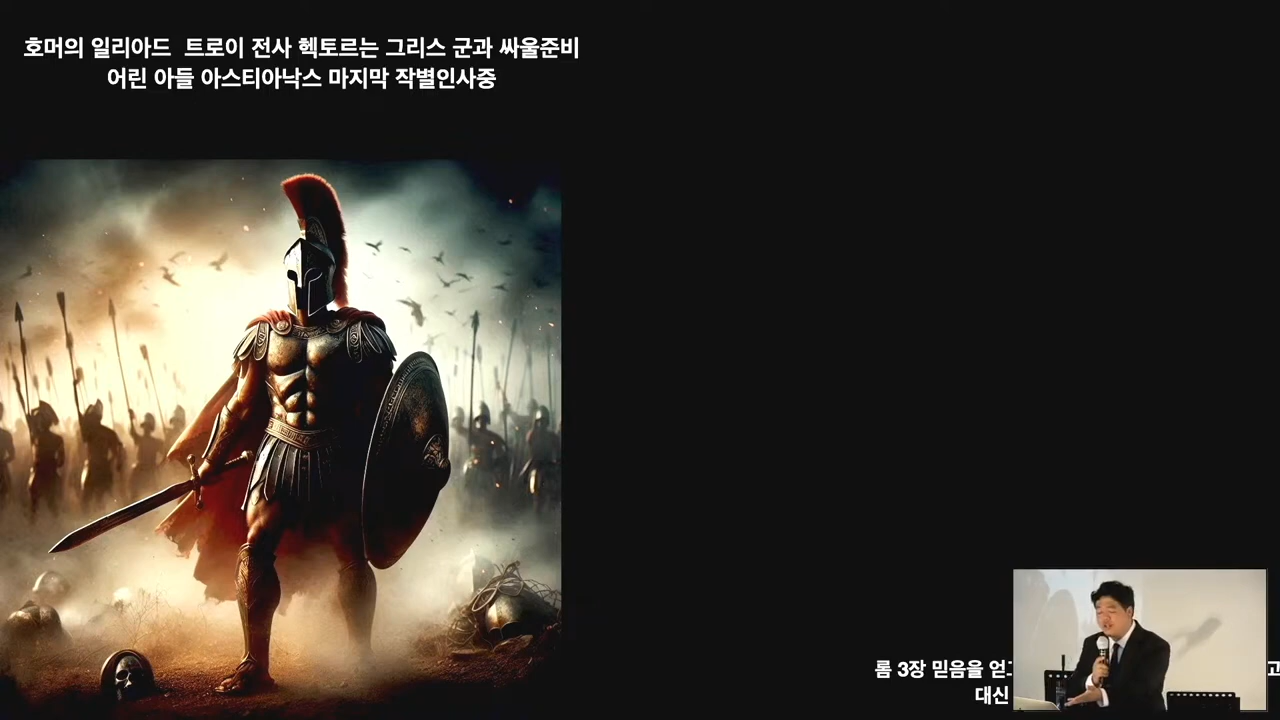 호머의 일리아드 트로이 전사 헥토르는 그리스 군과 싸울준비
어린 아들 아스티아낙스 마지막 작별인사중
롬 3장 믿음을 고
대신